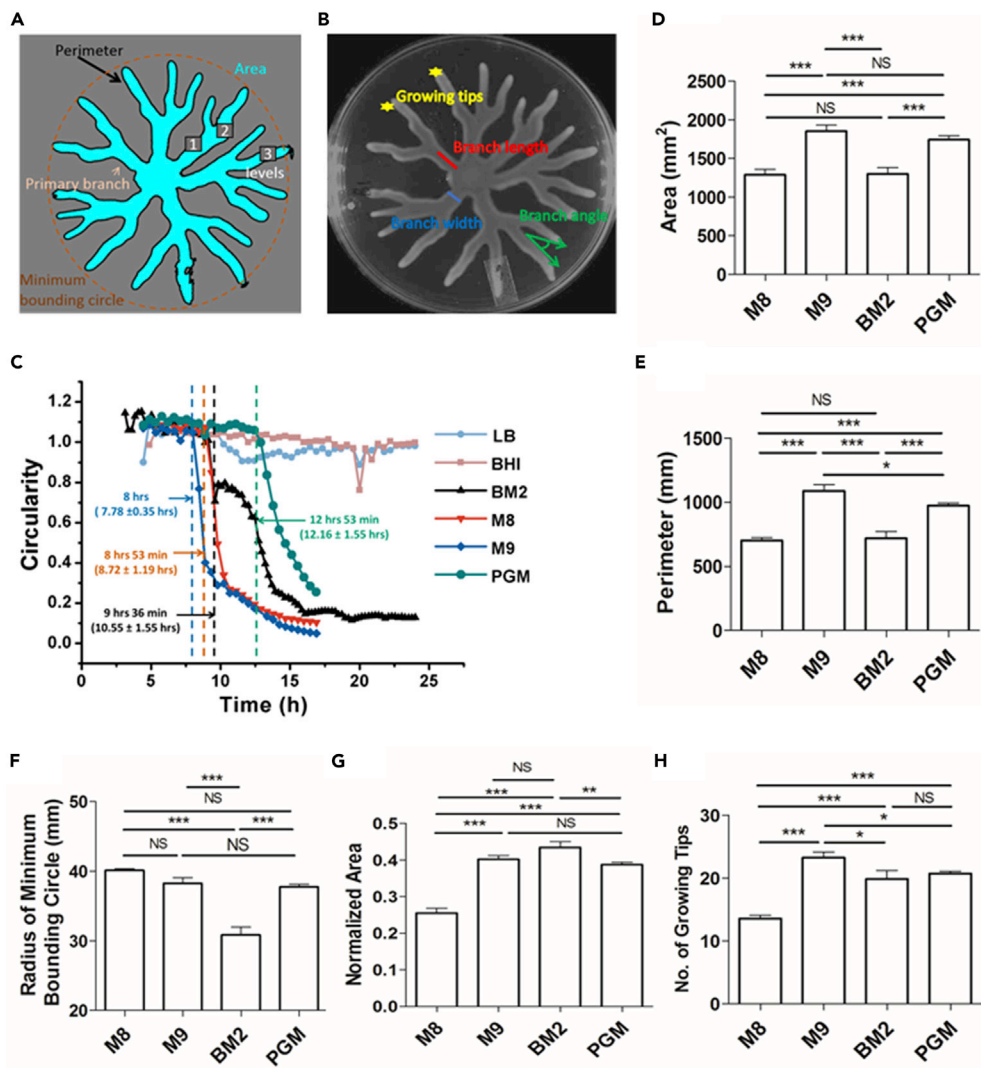 A
Perimeter
Area
1
2
3
levels
Primary branch
Minimum
bounding circle
B
Growing tips
Branch length
Branch width
Branch angle
C
Circularity
1.2
1.0
0.8
0.6
0.4
0.2
0.0
8 hrs
( 7.78 ±0.35 hrs)
8 hrs 53 min
(8.72 ± 1.19 hrs)
9 hrs 36 min
(10.55 ± 1.55 hrs)
12 hrs 53 min
(12.16 ± 1.55 hrs)
LB
BHI
BM2
M8
M9
PGM
0 5 10 15 20 25
Time (h)
D
Area (mm²)
2500
2000
1500
1000
500
0
***
*** NS
***
NS ***
M8 M9 BM2 PGM
E
Perimeter (mm)
1500
1000
500
0
NS
***
*** *** ***
*
M8 M9 BM2 PGM
F
Radius of Minimum
Bounding Circle (mm)
50
40
30
20
***
NS
*** ***
NS NS
M8 M9 BM2 PGM
G
Normalized Area
0.5
0.4
0.3
0.2
0.1
0.0
NS
*** **
***
*** NS
M8 M9 BM2 PGM
H
No. of Growing Tips
30
20
10
0
***
*** NS
*
*** *
M8 M9 BM2 PGM